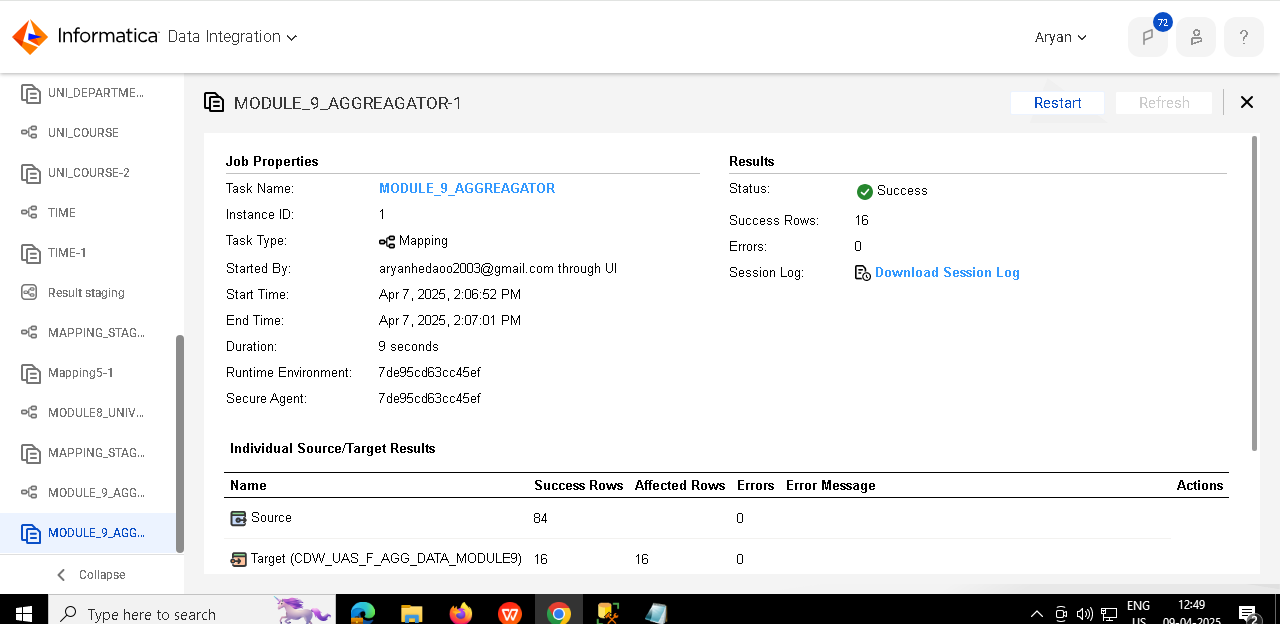 Informatica Data Integration
72
Aryan
?
UNI_DEPARTME...
UNI_COURSE
UNI_COURSE-2
TIME
TIME-1
Result staging
MAPPING_STAG...
Mapping5-1
MODULE8_UNIV...
MAPPING_STAG...
MODULE_9_AGG...
MODULE_9_AGG...
Collapse
MODULE_9_AGGREAGATOR-1
Restart
Refresh
Job Properties
Task Name: MODULE_9_AGGREAGATOR
Instance ID: 1
Task Type: Mapping
Started By: aryanhedaoo2003@gmail.com through UI
Start Time: Apr 7, 2025, 2:06:52 PM
End Time: Apr 7, 2025, 2:07:01 PM
Duration: 9 seconds
Runtime Environment: 7de95cd63cc45ef
Secure Agent: 7de95cd63cc45ef
Results
Status: Success
Success Rows: 16
Errors: 0
Session Log: Download Session Log
Individual Source/Target Results
Name Success Rows Affected Rows Errors Error Message Actions
Source 84 0
Target (CDW_UAS_F_AGG_DATA_MODULE9) 16 16 0
Type here to search
ENG
US
12:49
09-04-2025
2